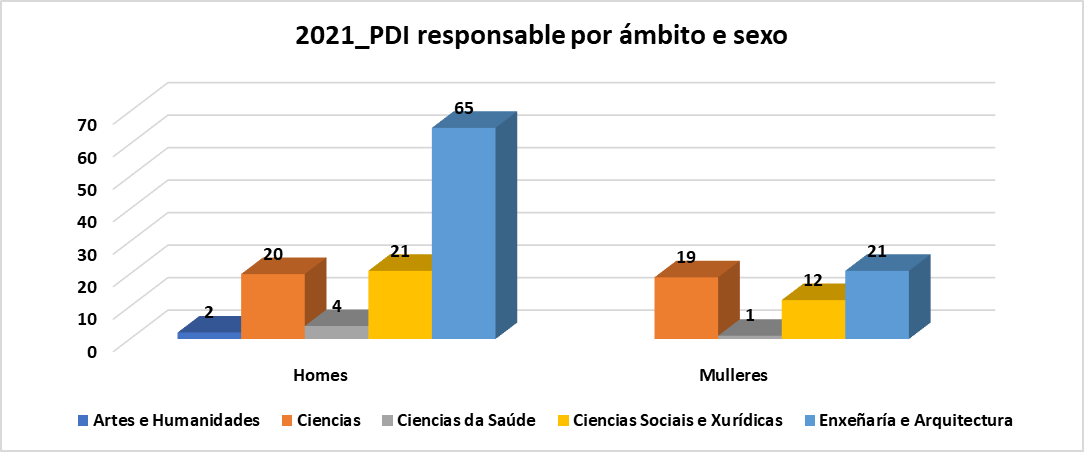 2021_PDI responsable por ámbito e sexo
70
60
50
40
30
20
10
0
2
20
4
21
65
19
1
12
21
Homes
Mulleres
Artes e Humanidades
Ciencias
Ciencias da Saúde
Ciencias Sociais e Xurídicas
Enxeñaría e Arquitectura